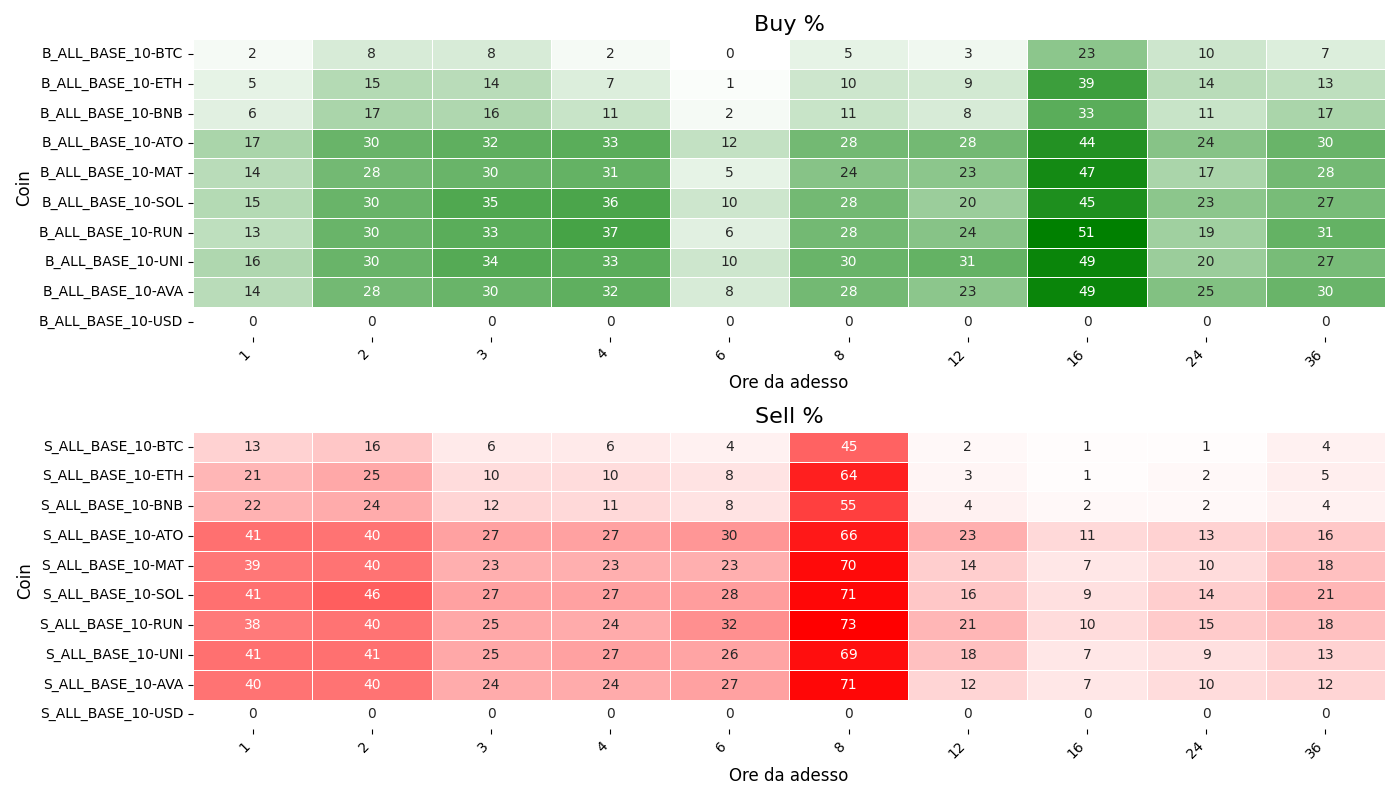 Buy %
Coin
B_ALL_BASE_10-BTC 2 8 8 2 0 5 3 23 10 7
B_ALL_BASE_10-ETH 5 15 14 7 1 10 9 39 14 13
B_ALL_BASE_10-BNB 6 17 16 11 2 11 8 33 11 17
B_ALL_BASE_10-ATO 17 30 32 33 12 28 28 44 24 30
B_ALL_BASE_10-MAT 14 28 30 31 5 24 23 47 17 28
B_ALL_BASE_10-SOL 15 30 35 36 10 28 20 45 23 27
B_ALL_BASE_10-RUN 13 30 33 37 6 28 24 51 19 31
B_ALL_BASE_10-UNI 16 30 34 33 10 30 31 49 20 27
B_ALL_BASE_10-AVA 14 28 30 32 8 28 23 49 25 30
B_ALL_BASE_10-USD 0 0 0 0 0 0 0 0 0 0
1 2 3 4 6 8 12 16 24 36
Ore da adesso
Sell %
Coin
S_ALL_BASE_10-BTC 13 16 6 6 4 45 2 1 1 4
S_ALL_BASE_10-ETH 21 25 10 10 8 64 3 1 2 5
S_ALL_BASE_10-BNB 22 24 12 11 8 55 4 2 2 4
S_ALL_BASE_10-ATO 41 40 27 27 30 66 23 11 13 16
S_ALL_BASE_10-MAT 39 40 23 23 23 70 14 7 10 18
S_ALL_BASE_10-SOL 41 46 27 27 28 71 16 9 14 21
S_ALL_BASE_10-RUN 38 40 25 24 32 73 21 10 15 18
S_ALL_BASE_10-UNI 41 41 25 27 26 69 18 7 9 13
S_ALL_BASE_10-AVA 40 40 24 24 27 71 12 7 10 12
S_ALL_BASE_10-USD 0 0 0 0 0 0 0 0 0 0
1 2 3 4 6 8 12 16 24 36
Ore da adesso